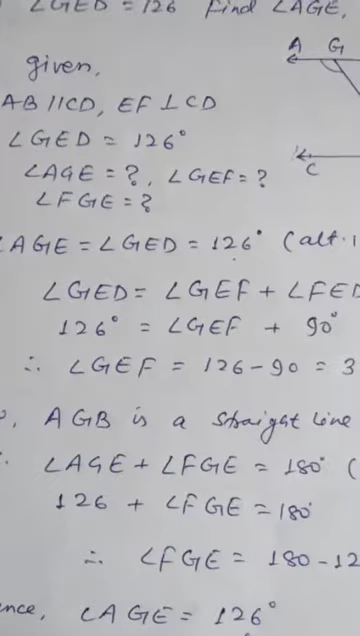 ∠GED = 126 Find ∠AGE,
given,
A G
AB || CD, EF ⊥ CD
∠GED = 126°
∠AGE = ?, ∠GEF = ?
∠FGE = ?
C
∠AGE = ∠GED = 126° (alt.
∠GED = ∠GEF + ∠FED
126° = ∠GEF + 90°
∴ ∠GEF = 126 - 90 = 3
AGB is a straight line
∠AGE + ∠FGE = 180° (
126 + ∠FGE = 180°
∴ ∠FGE = 180 - 12
ence, ∠AGE = 126°